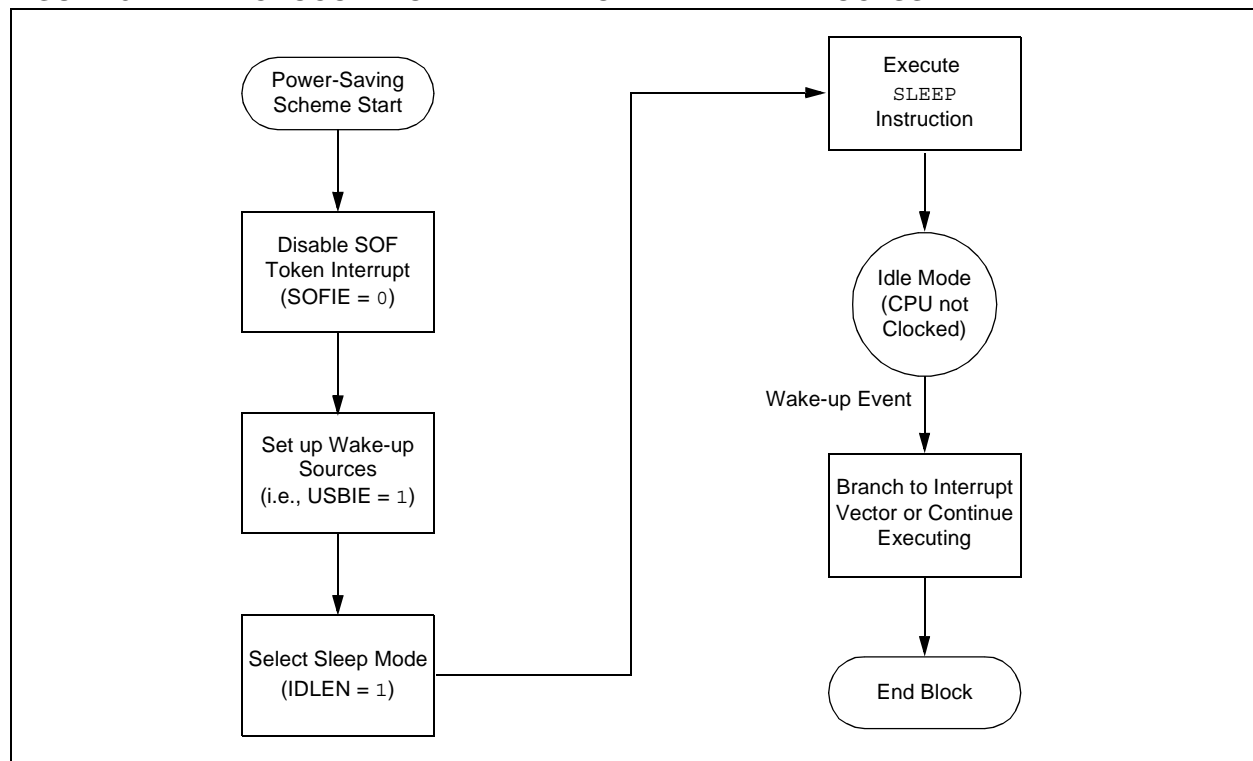 Power-Saving
Scheme Start
Disable SOF
Token Interrupt
(SOFIE = 0)
Set up Wake-up
Sources
(i.e., USBIE = 1)
Select Sleep Mode
(IDLEN = 1)
Execute
SLEEP
Instruction
Idle Mode
(CPU not
Clocked)
Wake-up Event
Branch to Interrupt
Vector or Continue
Executing
End Block